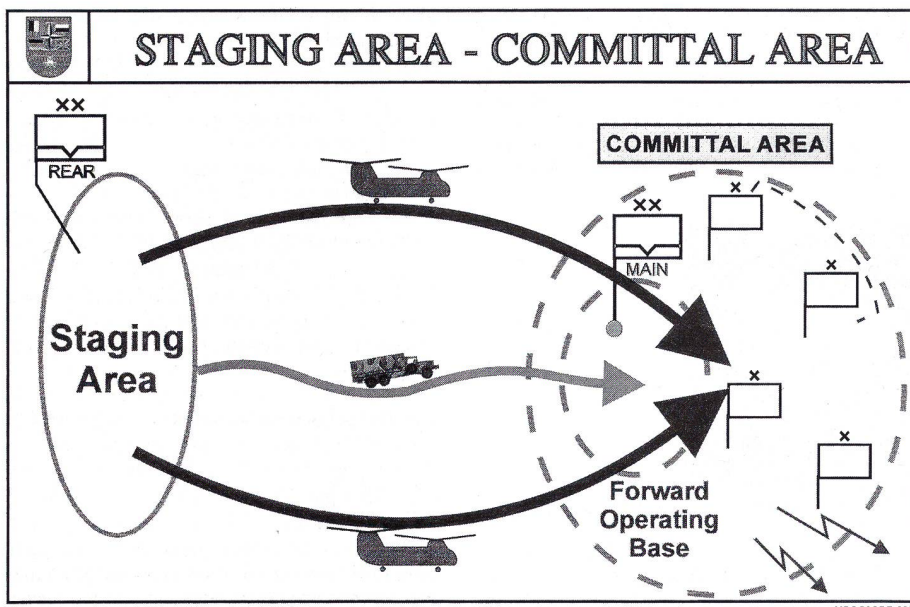 STAGING AREA - COMMITTAL AREA
XX
REAR
COMMITTAL AREA
X
XX
MAIN
X
Staging
Area
X
X
Forward
Operating
Base